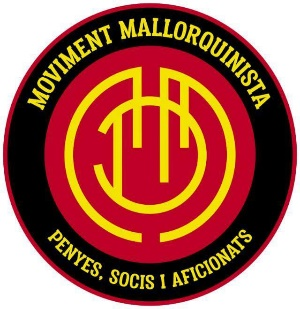 MOVIMENT MALLORQUINISTA
PENYES, SOCIS I AFICIONATS